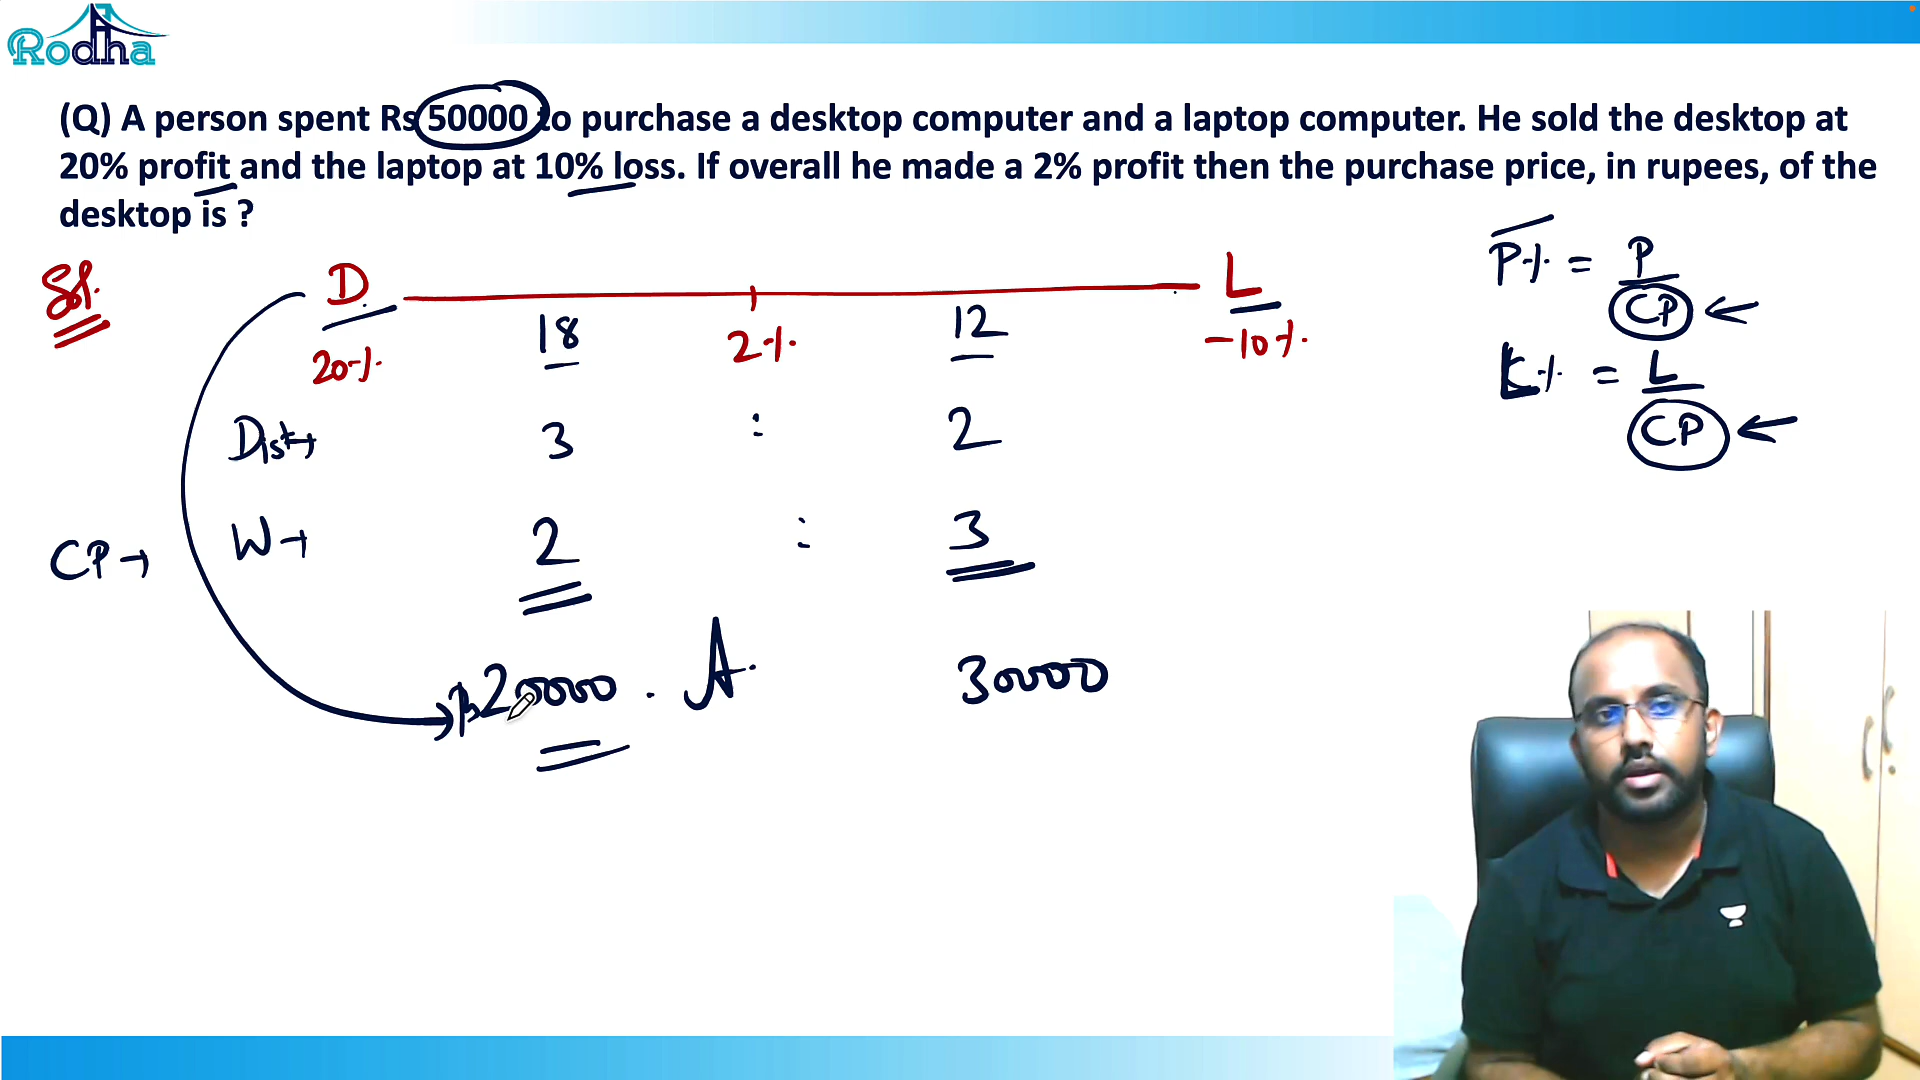 Rodha
(Q) A person spent Rs 50000 to purchase a desktop computer and a laptop computer. He sold the desktop at
20% profit and the laptop at 10% loss. If overall he made a 2% profit then the purchase price, in rupees, of the
desktop is ?
Sol.
D L
20% 18 2% 12 -10%
Dist→ 3 : 2
CP→ W→ 2 : 3
Rs 20000. A. 30000
P% = P
CP ←
L% = L
CP ←